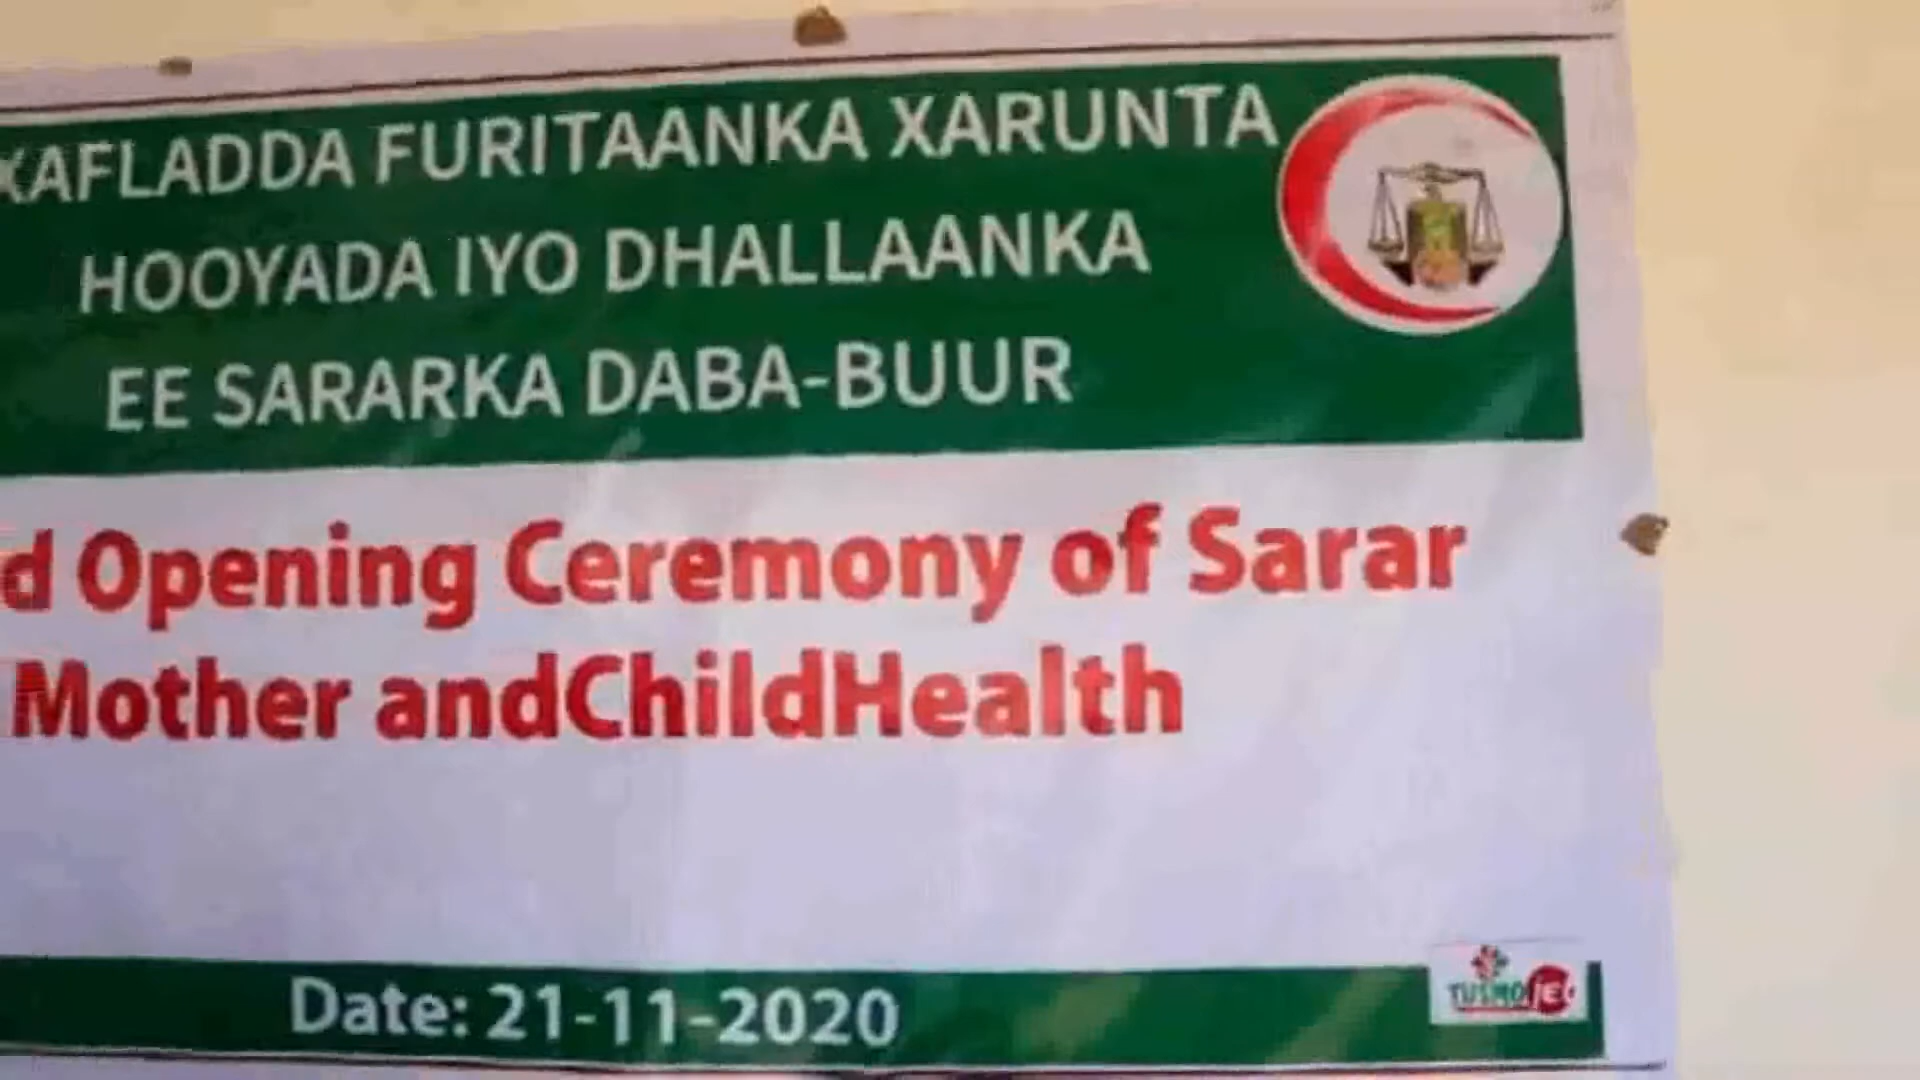 XAFLADDA FURITAANKA XARUNTA
HOOYADA IYO DHALLAANKA
EE SARARKA DABA-BUUR
d Opening Ceremony of Sarar
Mother andChildHealth
Date: 21-11-2020
TUSMO